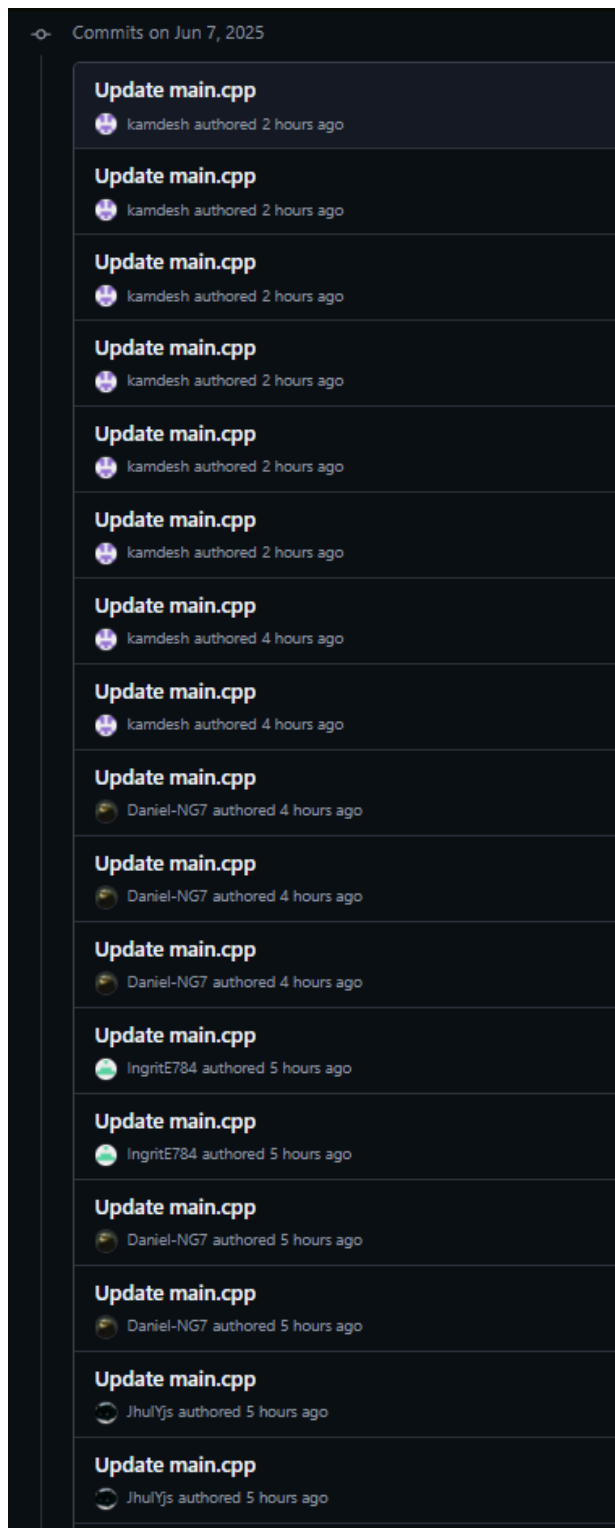 Commits on Jun 7, 2025
Update main.cpp
kamdesh authored 2 hours ago
Update main.cpp
kamdesh authored 2 hours ago
Update main.cpp
kamdesh authored 2 hours ago
Update main.cpp
kamdesh authored 2 hours ago
Update main.cpp
kamdesh authored 2 hours ago
Update main.cpp
kamdesh authored 2 hours ago
Update main.cpp
kamdesh authored 4 hours ago
Update main.cpp
kamdesh authored 4 hours ago
Update main.cpp
Daniel-NG7 authored 4 hours ago
Update main.cpp
Daniel-NG7 authored 4 hours ago
Update main.cpp
Daniel-NG7 authored 4 hours ago
Update main.cpp
IngritE784 authored 5 hours ago
Update main.cpp
IngritE784 authored 5 hours ago
Update main.cpp
Daniel-NG7 authored 5 hours ago
Update main.cpp
Daniel-NG7 authored 5 hours ago
Update main.cpp
JhulYjs authored 5 hours ago
Update main.cpp
JhulYjs authored 5 hours ago